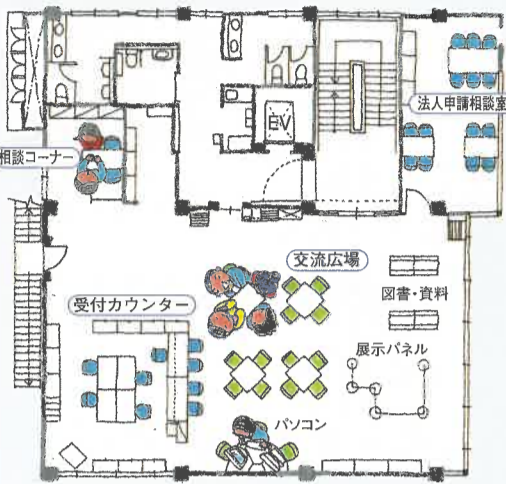 EV
法人申請相談室
相談コーナー
交流広場
受付カウンター
図書・資料
展示パネル
パソコン